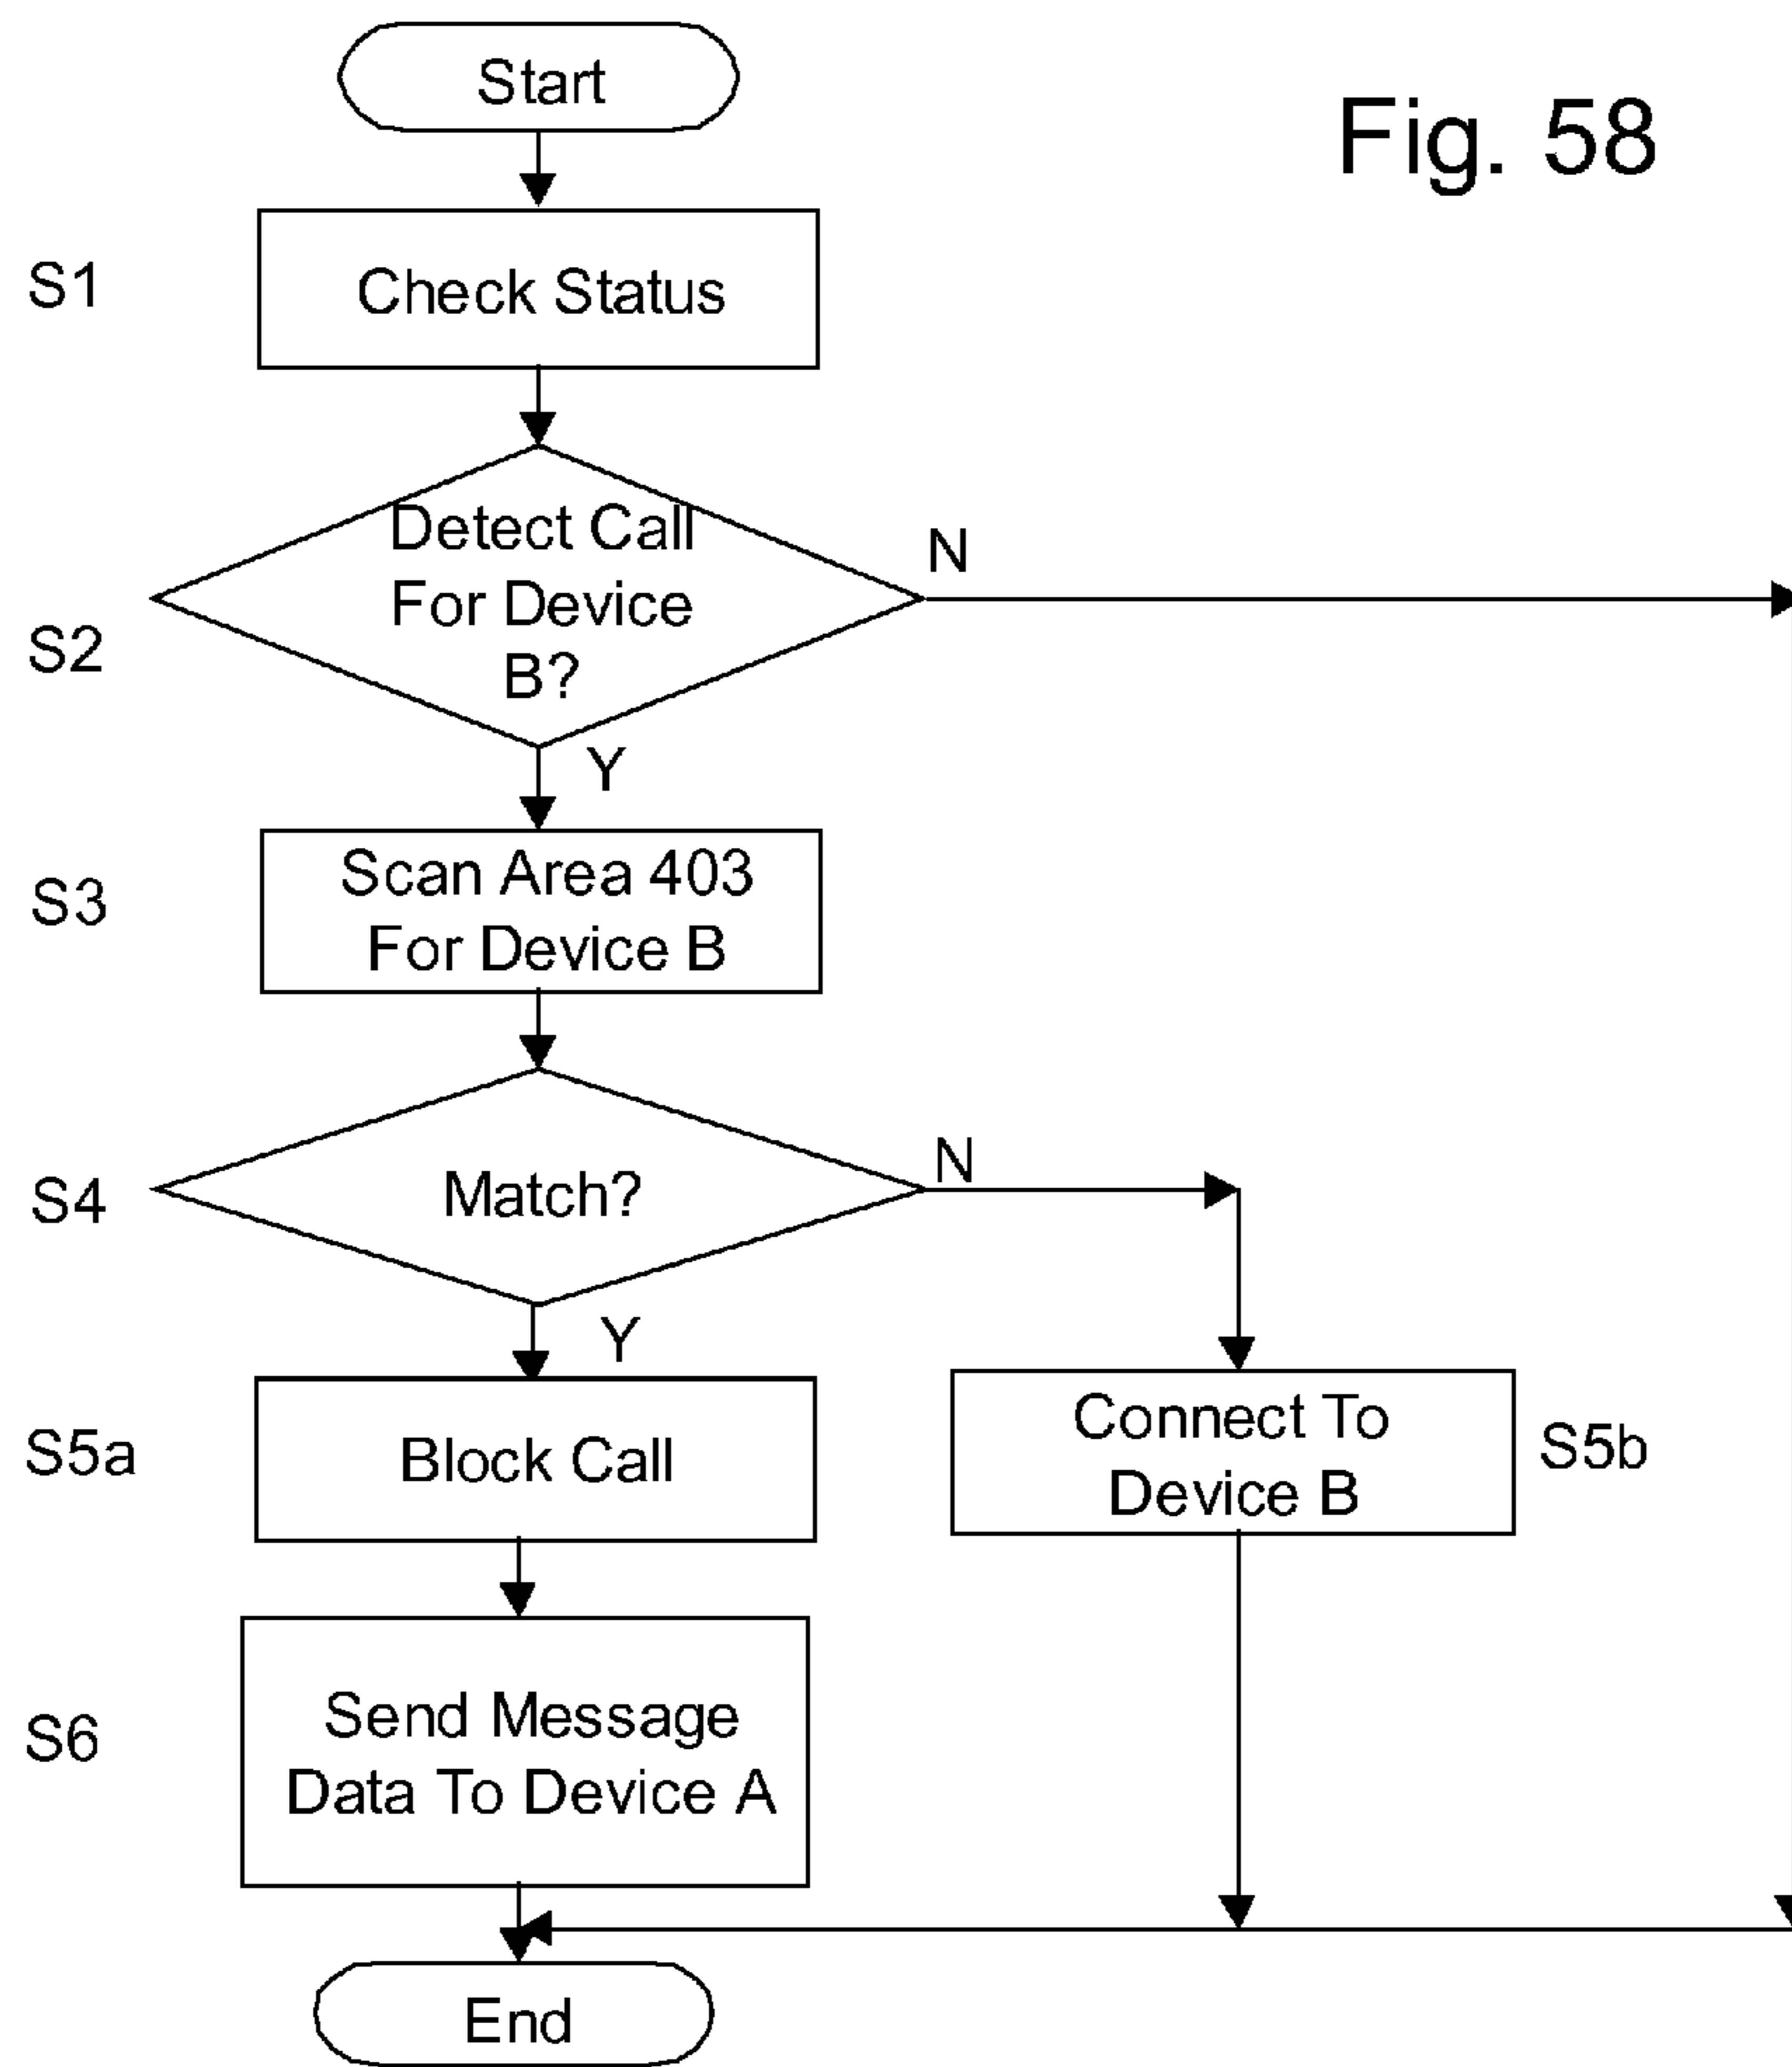 Fig. 58
Start
S1
Check Status
S2
Detect Call
For Device
B?
N
Y
S3
Scan Area 403
For Device B
S4
Match?
N
Y
S5a
Block Call
Connect To
Device B
S5b
S6
Send Message
Data To Device A
End